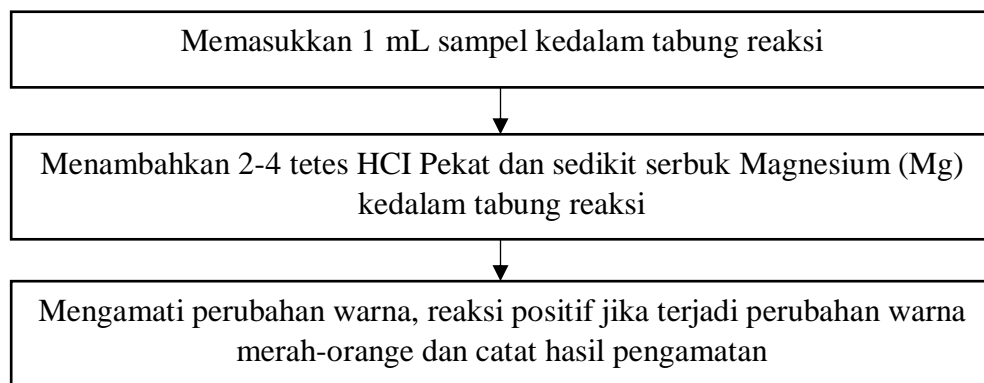 Memasukkan 1 mL sampel kedalam tabung reaksi
Menambahkan 2-4 tetes HCI Pekat dan sedikit serbuk Magnesium (Mg)
kedalam tabung reaksi
Mengamati perubahan warna, reaksi positif jika terjadi perubahan warna
merah-orange dan catat hasil pengamatan